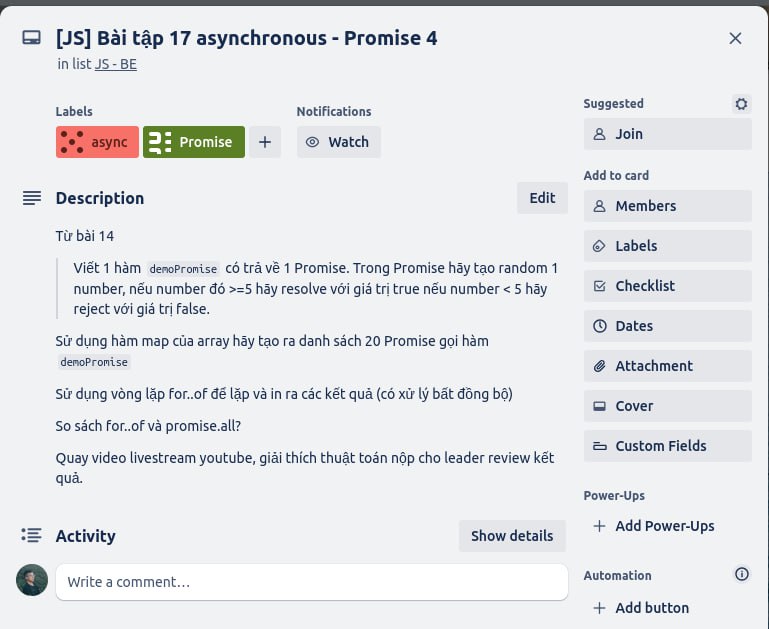 [JS] Bài tập 17 asynchronous - Promise 4
in list JS - BE
Labels
async
Promise
+
Notifications
Watch
Description
Edit
Từ bài 14
Viết 1 hàm demoPromise có trả về 1 Promise. Trong Promise hãy tạo random 1
number, nếu number đó >=5 hãy resolve với giá trị true nếu number < 5 hãy
reject với giá trị false.
Sử dụng hàm map của array hãy tạo ra danh sách 20 Promise gọi hàm
demoPromise
Sử dụng vòng lặp for..of để lặp và in ra các kết quả (có xử lý bất đồng bộ)
So sách for..of và promise.all?
Quay video livestream youtube, giải thích thuật toán nộp cho leader review kết
quả.
Activity
Show details
Write a comment…
Suggested
Join
Add to card
Members
Labels
Checklist
Dates
Attachment
Cover
Custom Fields
Power-Ups
+ Add Power-Ups
Automation
+ Add button